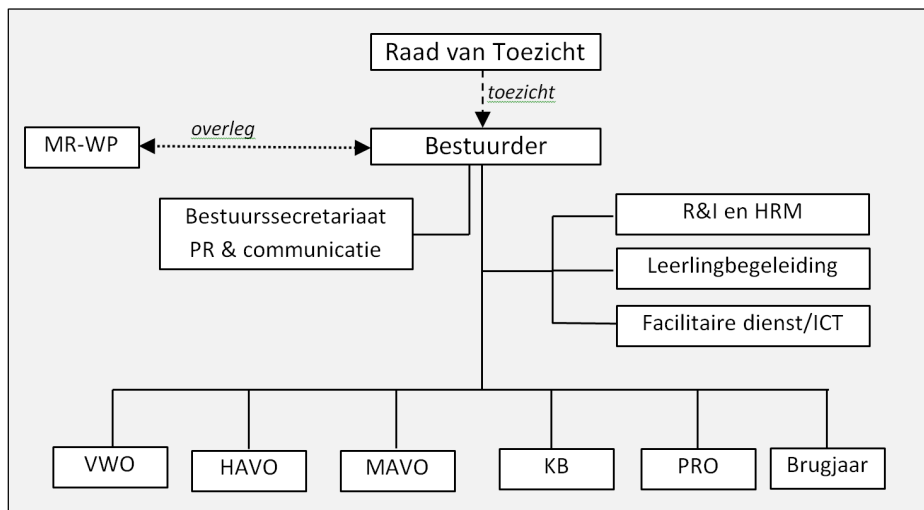 Raad van Toezicht
toezicht
overleg
MR-WP
Bestuurder
Bestuurssecretariaat
PR & communicatie
R&I en HRM
Leerlingbegeleiding
Facilitaire dienst/ICT
VWO
HAVO
MAVO
KB
PRO
Brugjaar